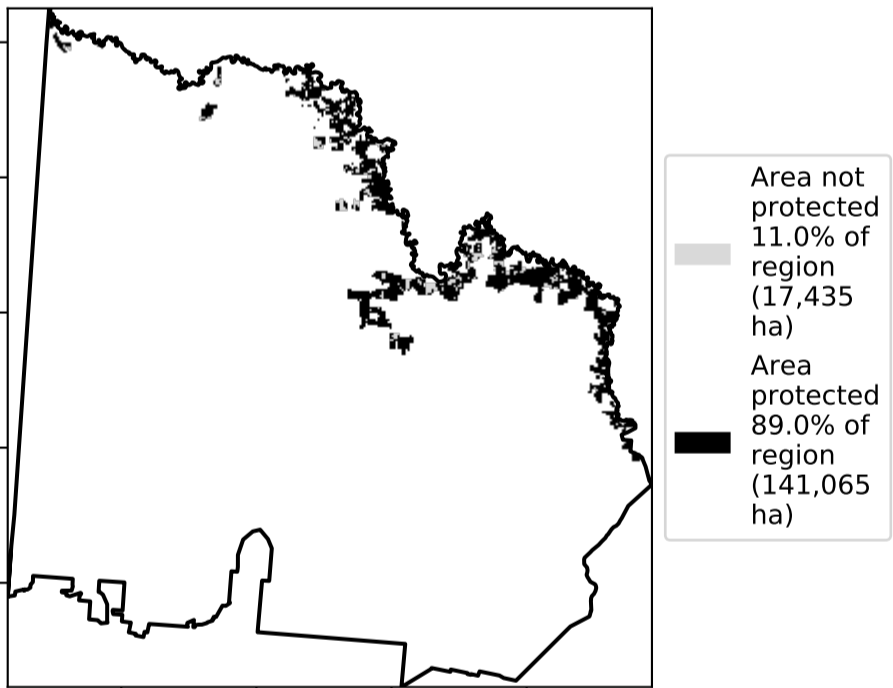 Area not
protected
11.0% of
region
(17,435
ha)
Area
protected
89.0% of
region
(141,065
ha)